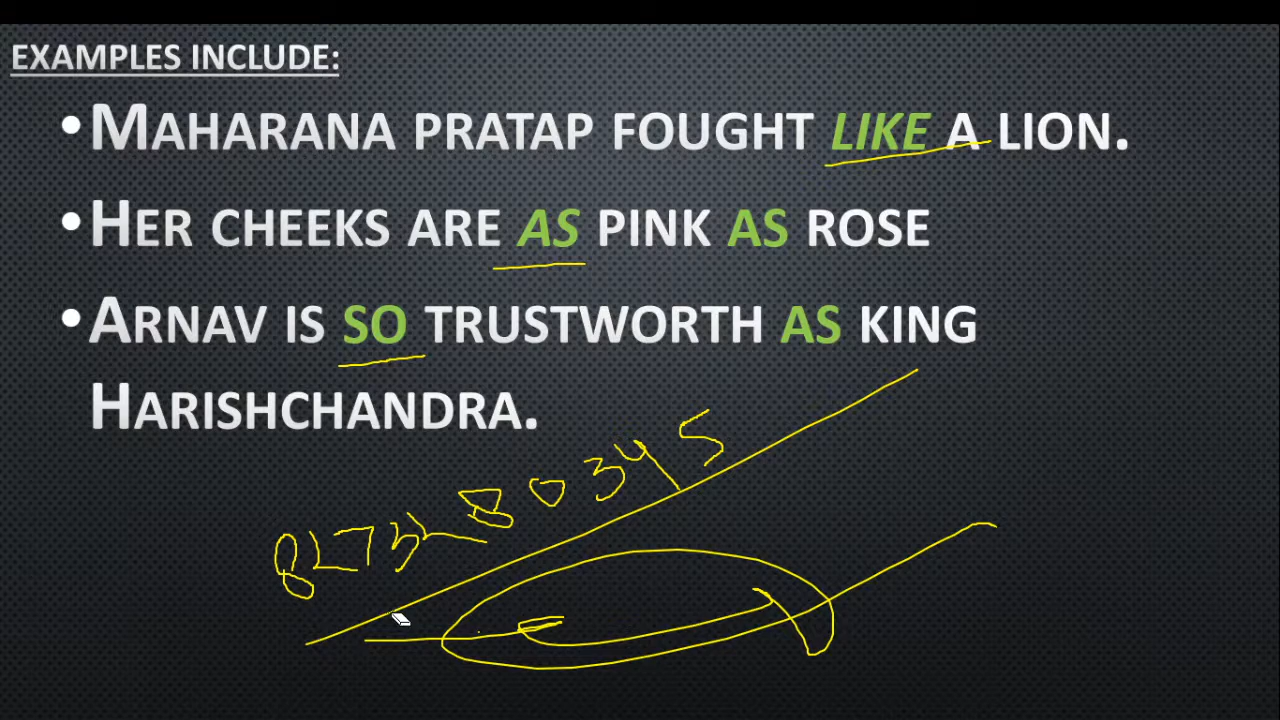 EXAMPLES INCLUDE:
•MAHARANA PRATAP FOUGHT LIKE A LION.
•HER CHEEKS ARE AS PINK AS ROSE
•ARNAV IS SO TRUSTWORTH AS KING
HARISHCHANDRA.